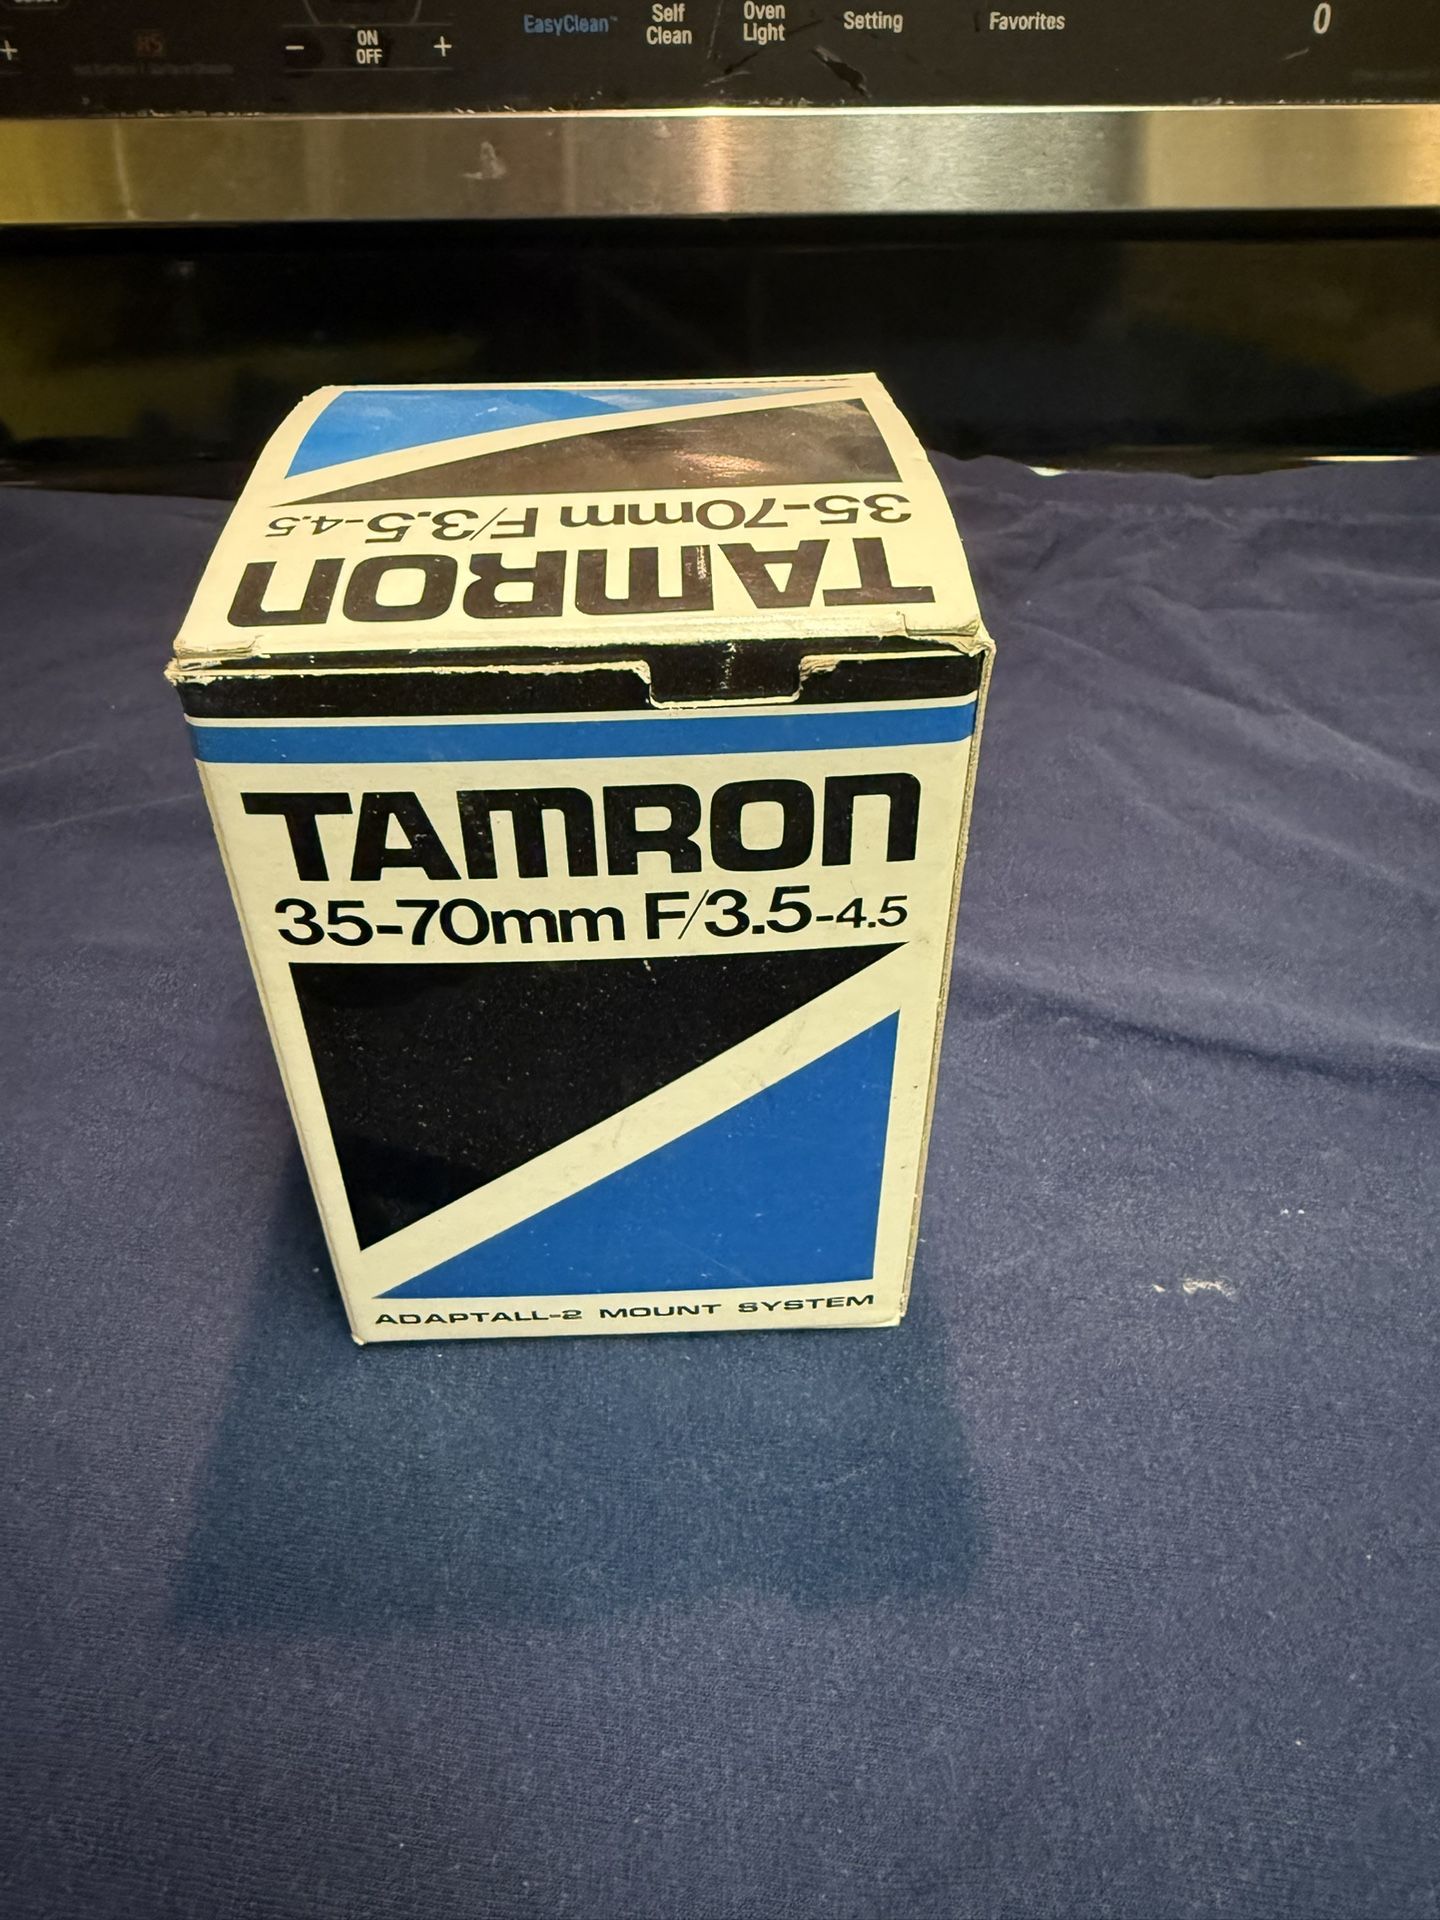 ON
OFF
EasyClean™
Self
Clean
Oven
Light
Setting
Favorites
0
TAMRON
35-70mm F/3.5-4.5
TAMRON
35-70mm F/3.5-4.5
ADAPTALL-2 MOUNT SYSTEM